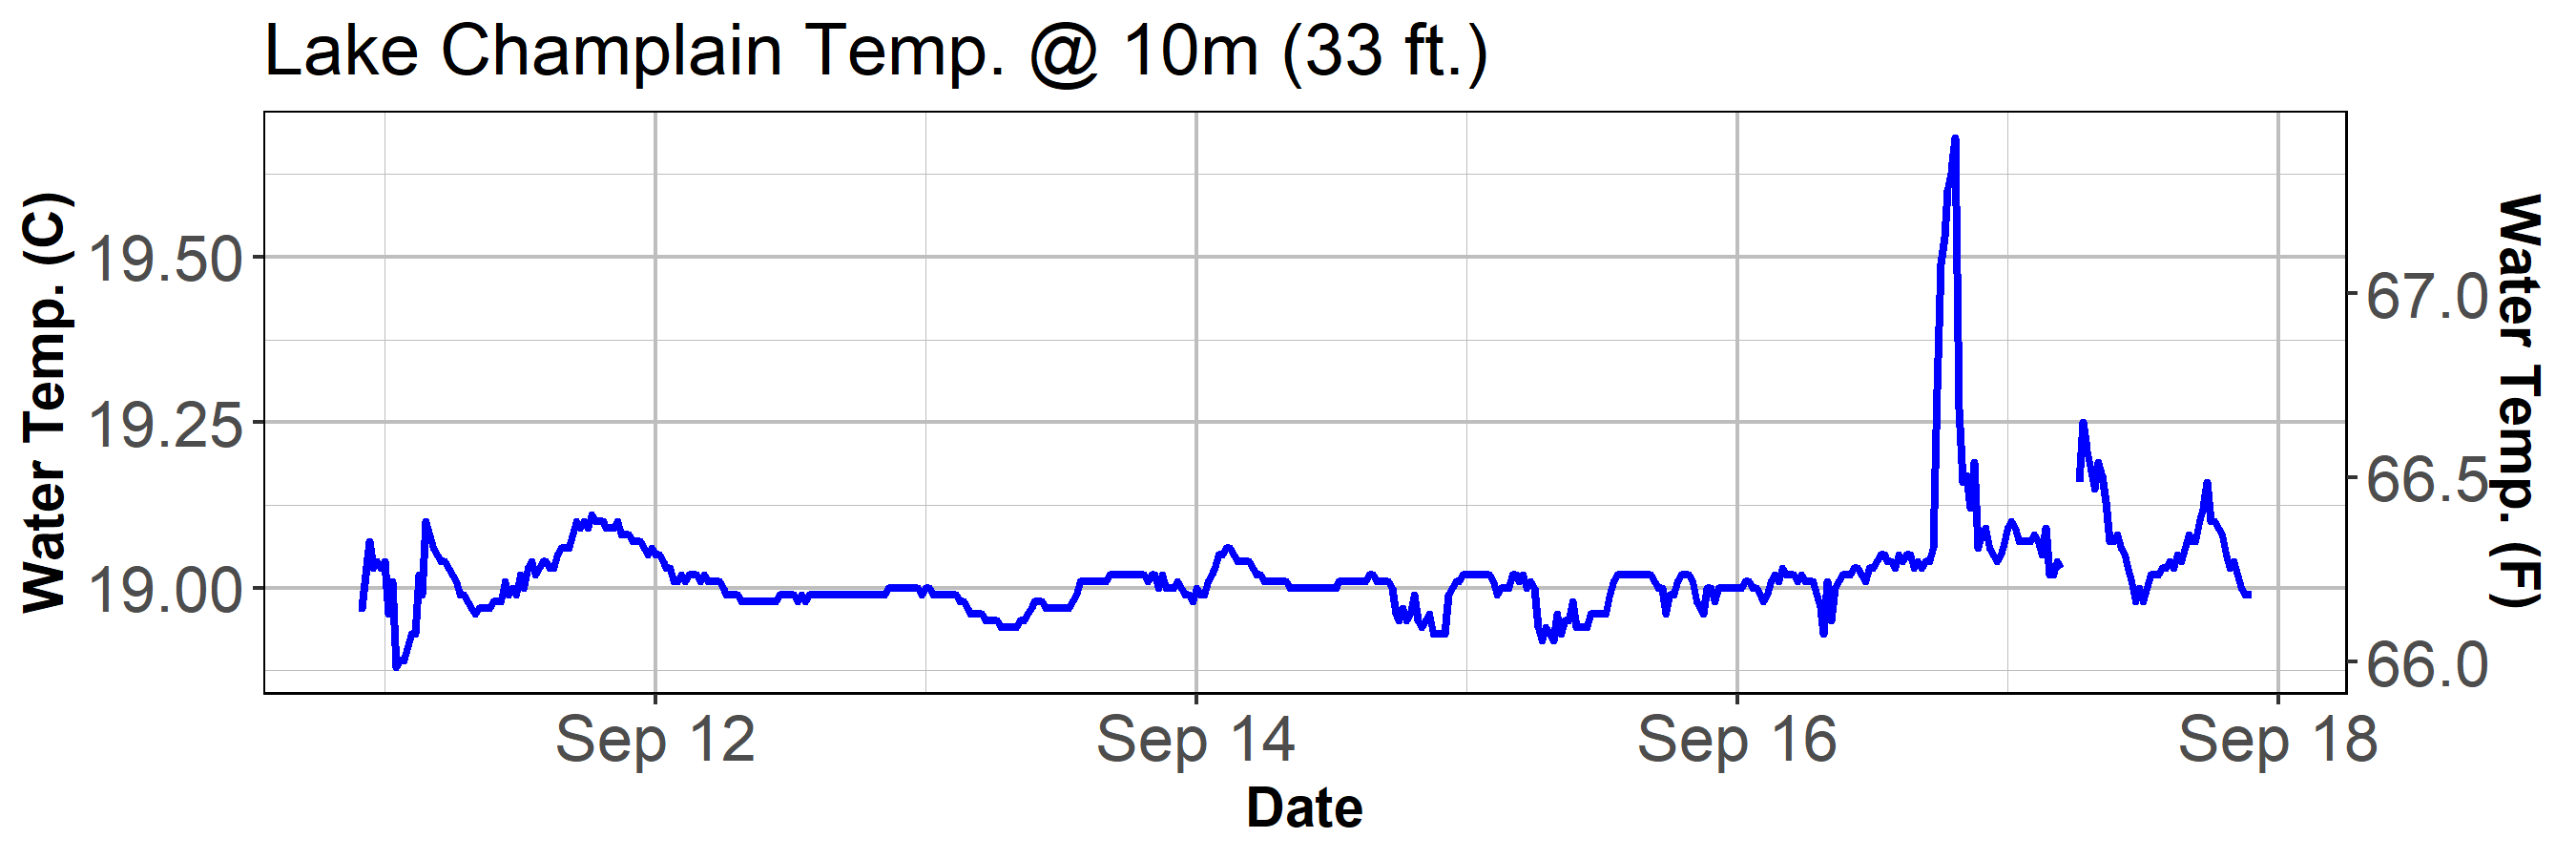 Lake Champlain Temp. @ 10m (33 ft.)
Water Temp. (C)
19.50
19.25
19.00
67.0
66.5
66.0
Water Temp. (F)
Sep 12 Sep 14 Sep 16 Sep 18
Date